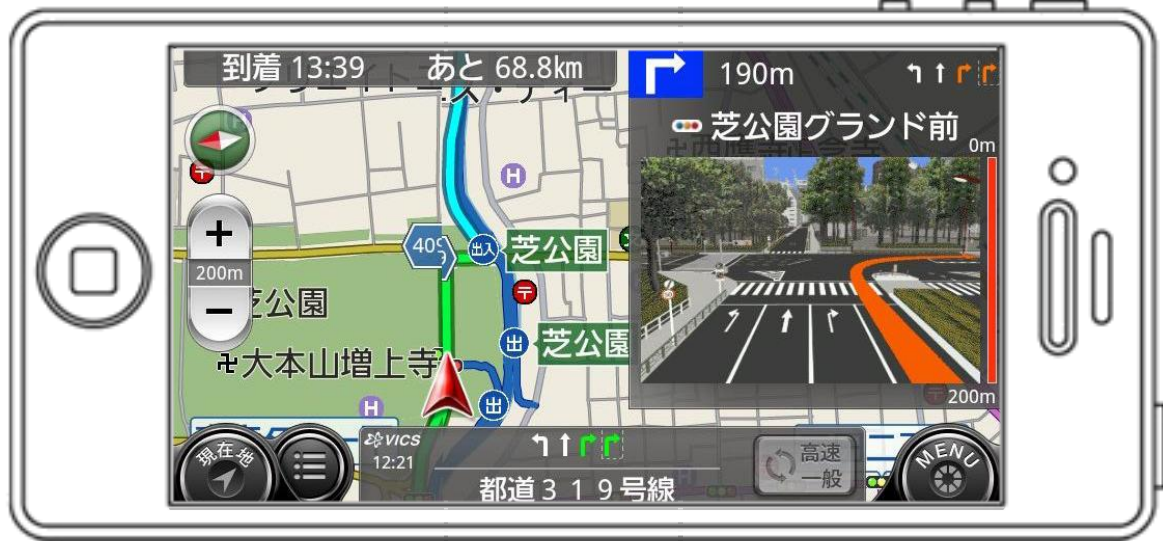 到着 13:39 あと 68.8km
190m
芝公園グランド前
0m
200m
H
409
出入
芝公園
200m
芝公園
出
芝公園
卍大本山増上寺
H
出
現在地
VICS
12:21
都道319号線
高速
一般
MENU